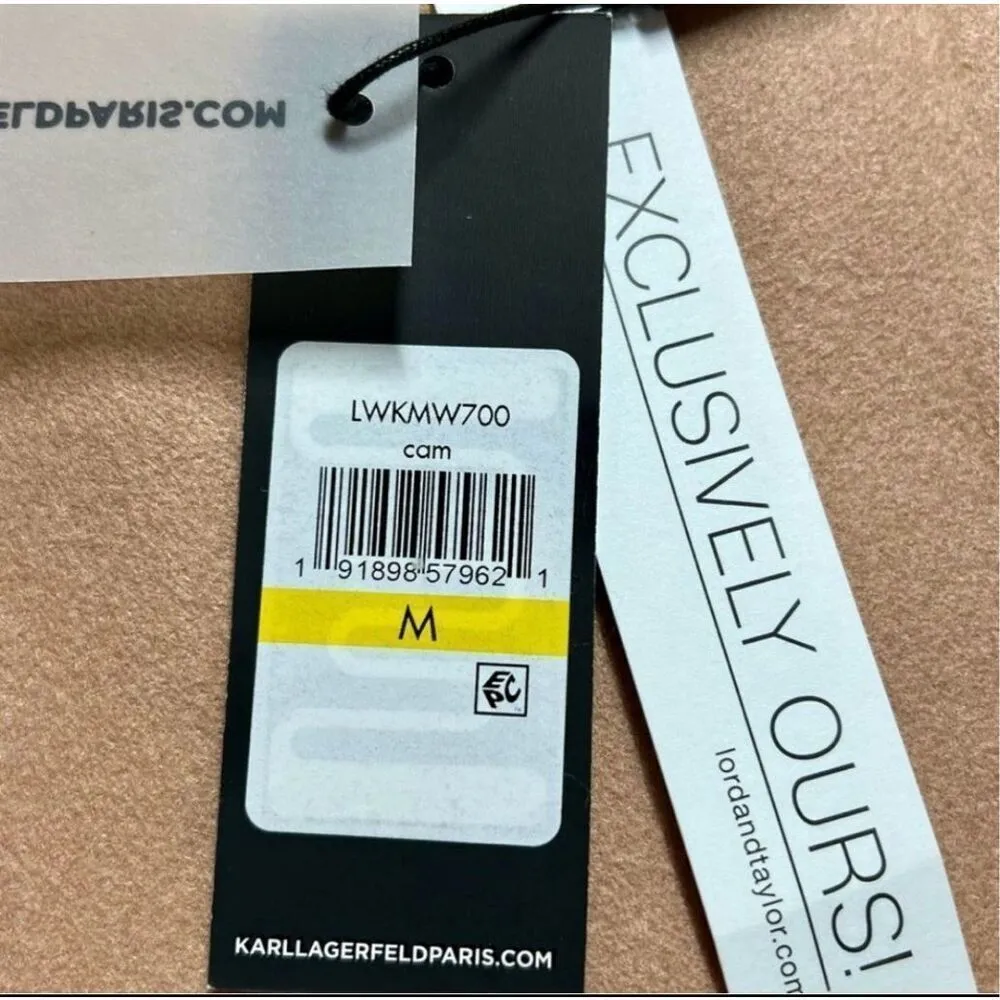 ELDPARIS.COM
LWKMW700
cam
1 91898 57962 1
M
EPC
KARLLAGERFELDPARIS.COM
EXCLUSIVELY OURS!
lordandtaylor.com